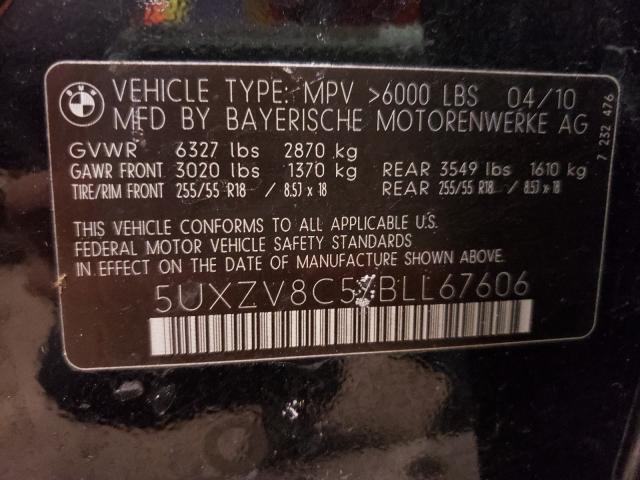 BMW
VEHICLE TYPE: MPV >6000 LBS 04/10
MFD BY BAYERISCHE MOTORENWERKE AG
GVWR 6327 lbs 2870 kg
GAWR FRONT 3020 lbs 1370 kg REAR 3549 lbs 1610 kg
TIRE/RIM FRONT 255/55 R18 / 8.5J x 18 REAR 255/55 R18 / 8.5J x 18
THIS VEHICLE CONFORMS TO ALL APPLICABLE U.S.
FEDERAL MOTOR VEHICLE SAFETY STANDARDS
IN EFFECT ON THE DATE OF MANUFACTURE SHOWN ABOVE.
5UXZV8C57BLL67606
7 232 476